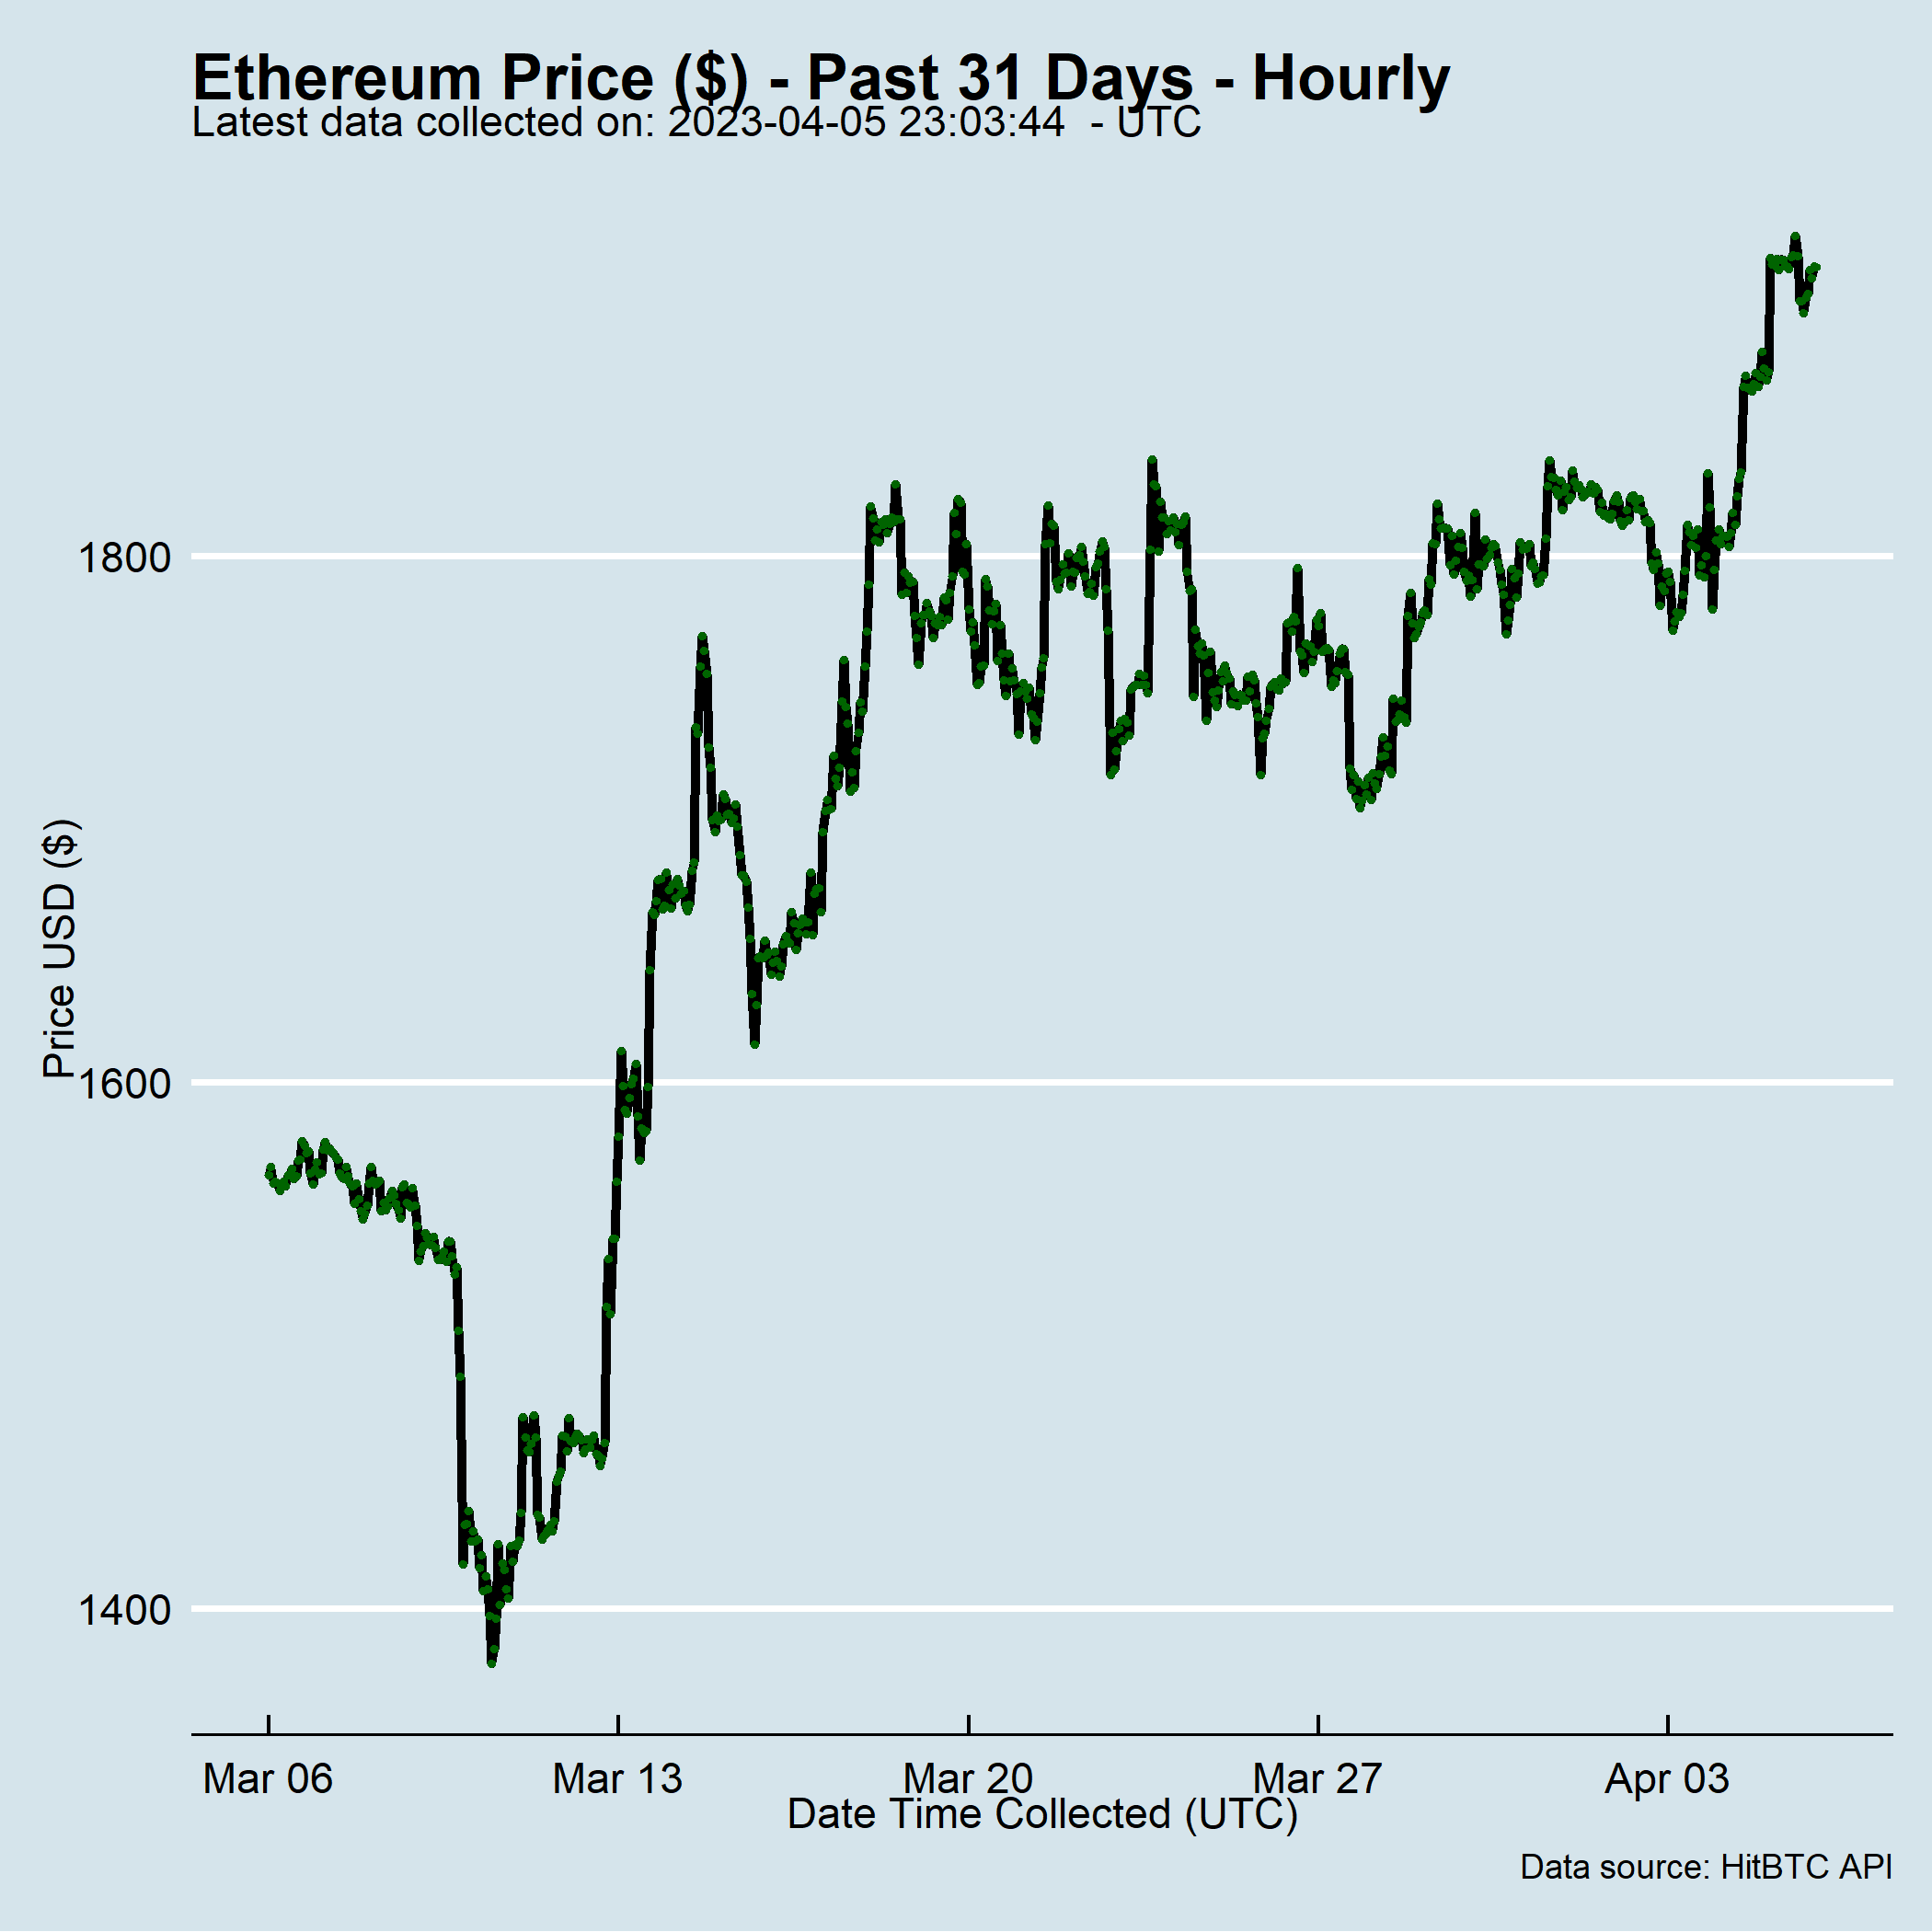 Ethereum Price ($) - Past 31 Days - Hourly
Latest data collected on: 2023-04-05 23:03:44  - UTC
Price USD ($)
1800
1600
1400
Mar 06
Mar 13
Mar 20
Mar 27
Apr 03
Date Time Collected (UTC)
Data source: HitBTC API